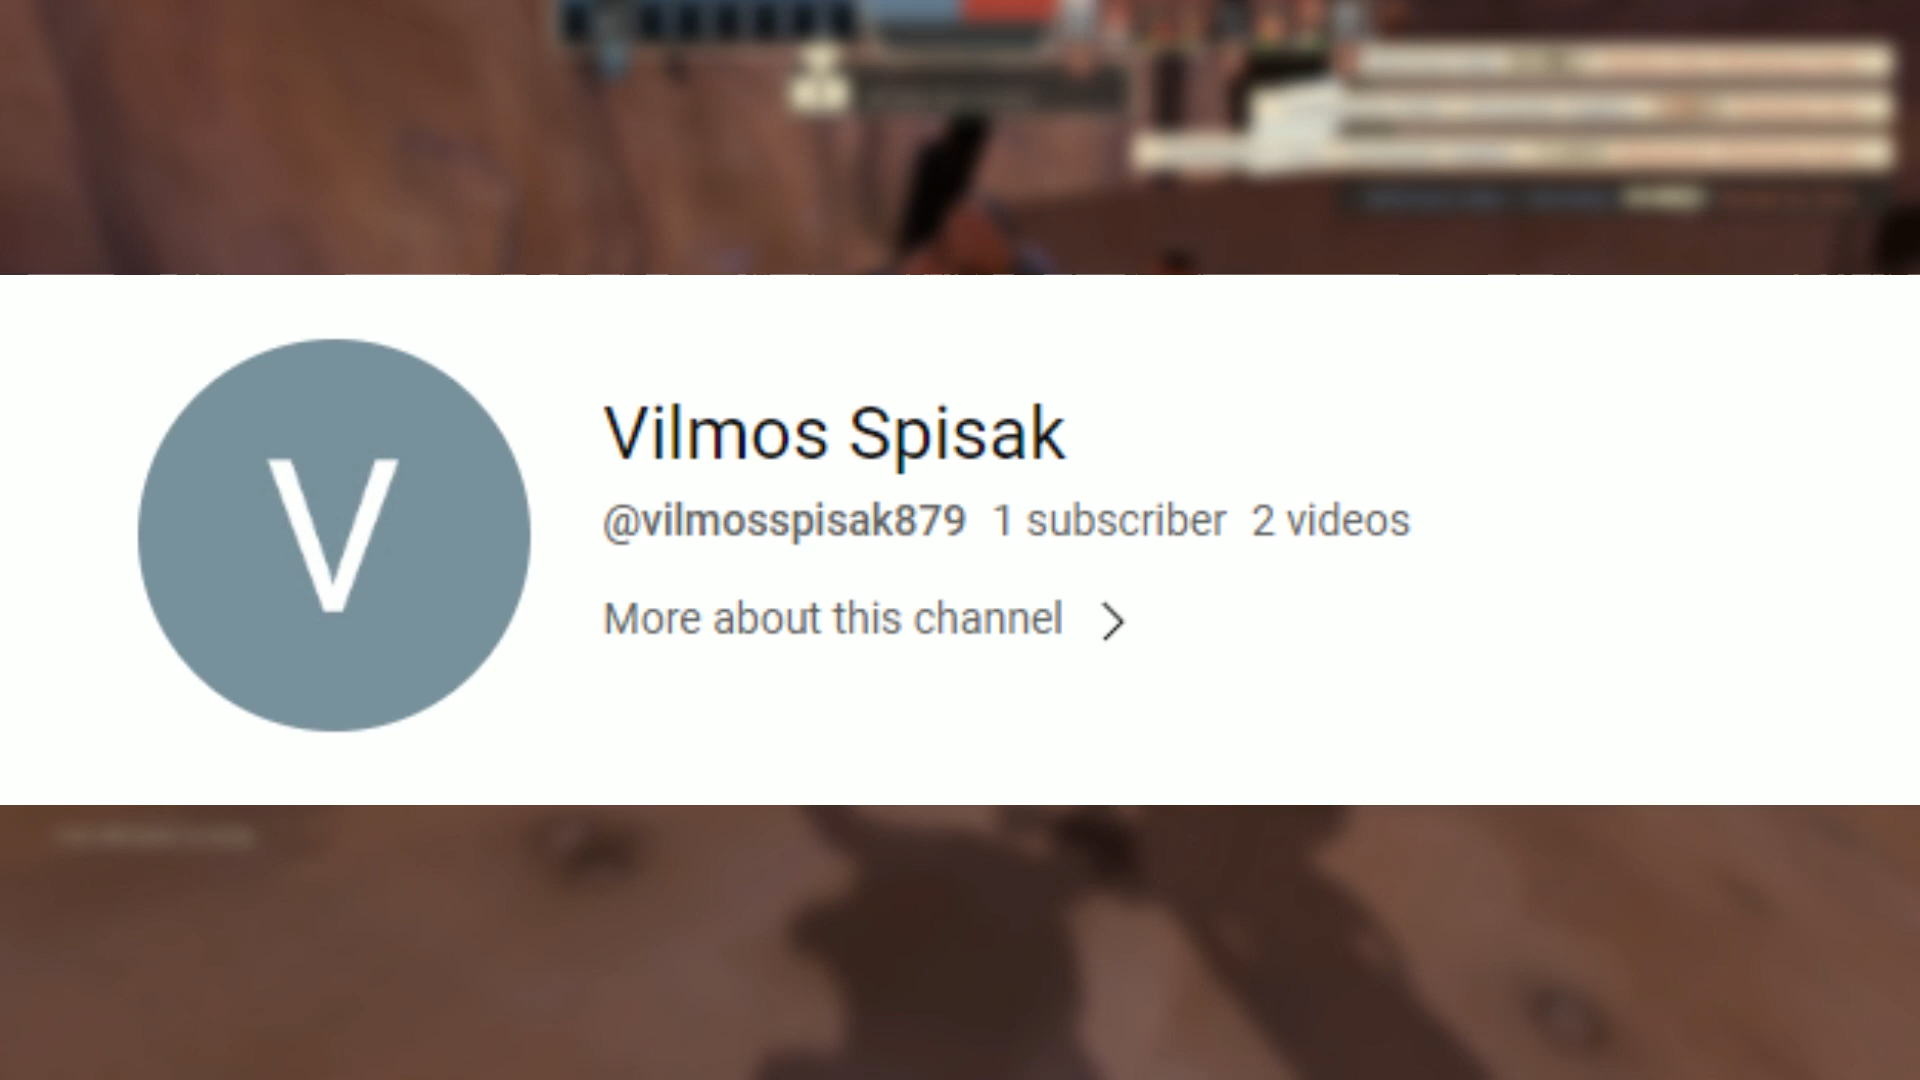 V
Vilmos Spisak
@vilmosspisak879 1 subscriber 2 videos
More about this channel >